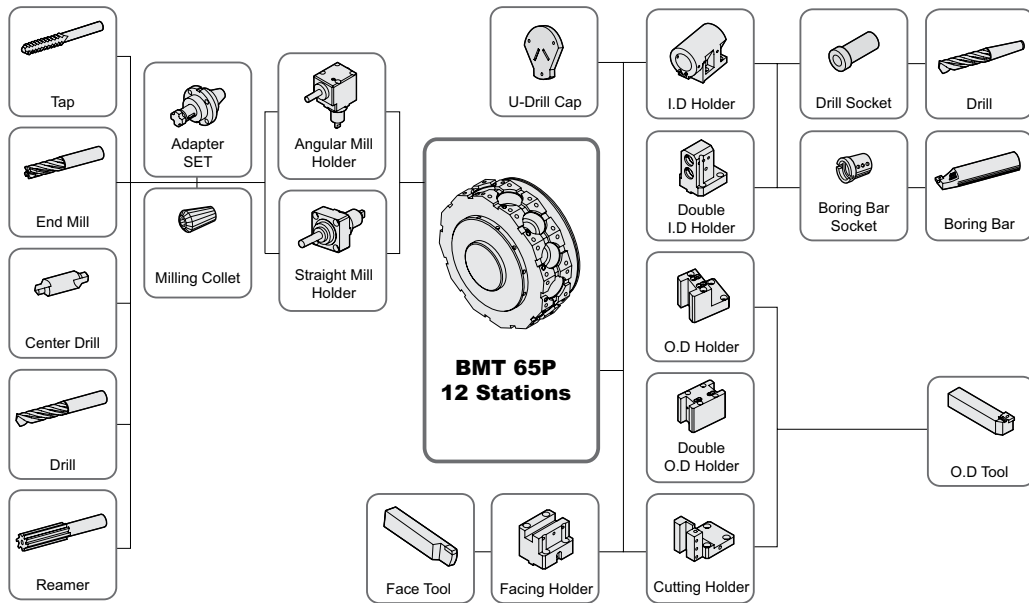 Tap
End Mill
Center Drill
Drill
Reamer
Adapter
SET
Milling Collet
Angular Mill
Holder
Straight Mill
Holder
BMT 65P
12 Stations
U-Drill Cap
I.D Holder
Drill Socket
Drill
Double
I.D Holder
Boring Bar
Socket
Boring Bar
O.D Holder
Double
O.D Holder
O.D Tool
Face Tool
Facing Holder
Cutting Holder